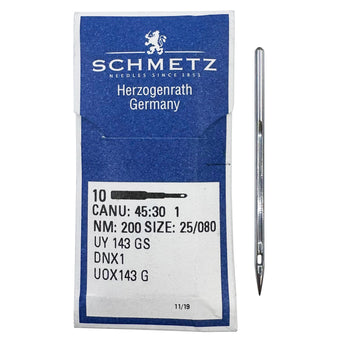 SCHMETZ
NEEDLES SINCE 1851
Herzogenrath
Germany
10
CANU: 45:30 1
NM: 200 SIZE: 25/080
UY 143 GS
DNX1
UOX143 G
11/19